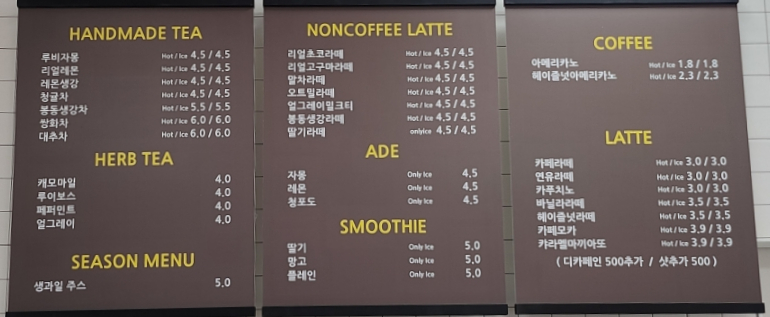 HANDMADE TEA
루비자몽 Hot / Ice 4,5 / 4,5
리얼레몬 Hot / Ice 4,5 / 4,5
레몬생강 Hot / Ice 4,5 / 4,5
청귤차 Hot / Ice 4,5 / 4,5
봉동생강차 Hot / Ice 5,5 / 5,5
쌍화차 Hot / Ice 6,0 / 6,0
대추차 Hot / Ice 6,0 / 6,0
HERB TEA
캐모마일 4,0
루이보스 4,0
페퍼민트 4,0
얼그레이 4,0
SEASON MENU
생과일 주스 5,0
NONCOFFEE LATTE
리얼초코라떼 Hot / Ice 4,5 / 4,5
리얼고구마라떼 Hot / Ice 4,5 / 4,5
말차라떼 Hot / Ice 4,5 / 4,5
오트밀라떼 Hot / Ice 4,5 / 4,5
얼그레이밀크티 Hot / Ice 4,5 / 4,5
봉동생강라떼 Hot / Ice 4,5 / 4,5
딸기라떼 onlyice 4,5 / 4,5
ADE
자몽 Only Ice 4,5
레몬 Only Ice 4,5
청포도 Only Ice 4,5
SMOOTHIE
딸기 Only Ice 5,0
망고 Only Ice 5,0
플레인 Only Ice 5,0
COFFEE
아메리카노 Hot / Ice 1,8 / 1,8
헤이즐넛아메리카노 Hot / Ice 2,3 / 2,3
LATTE
카페라떼 Hot / Ice 3,0 / 3,0
연유라떼 Hot / Ice 3,0 / 3,0
카푸치노 Hot / Ice 3,0 / 3,0
바닐라라떼 Hot / Ice 3,5 / 3,5
헤이즐넛라떼 Hot / Ice 3,5 / 3,5
카페모카 Hot / Ice 3,9 / 3,9
캬라멜마끼아또 Hot / Ice 3,9 / 3,9
( 디카페인 500추가 / 샷추가 500 )